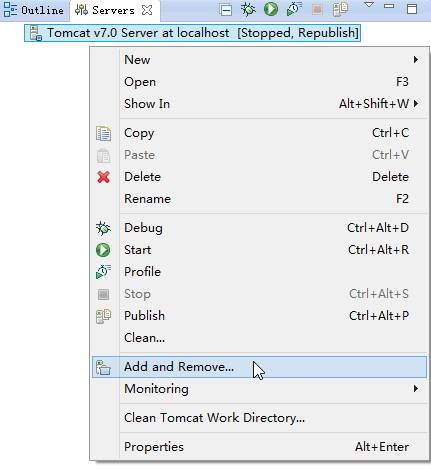 Outline Servers
Tomcat v7.0 Server at localhost [Stopped, Republish]
New
Open F3
Show In Alt+Shift+W
Copy Ctrl+C
Paste Ctrl+V
Delete Delete
Rename F2
Debug Ctrl+Alt+D
Start Ctrl+Alt+R
Profile
Stop Ctrl+Alt+S
Publish Ctrl+Alt+P
Clean...
Add and Remove...
Monitoring
Clean Tomcat Work Directory...
Properties Alt+Enter